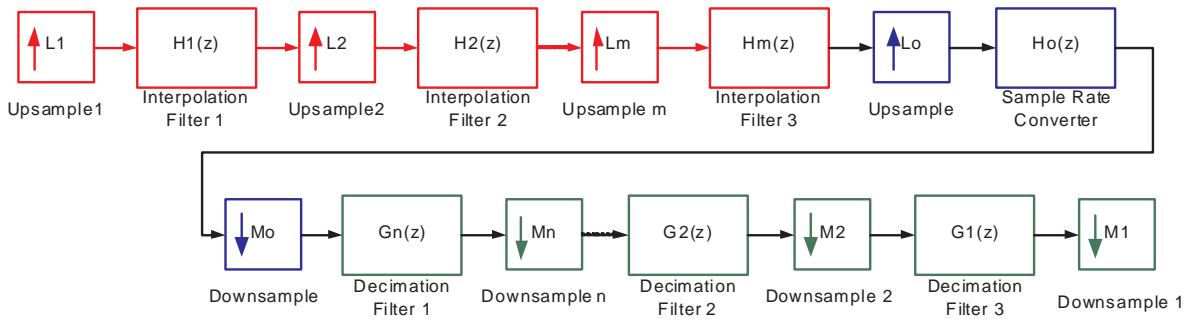 L1
H1(z)
L2
H2(z)
Lm
Hm(z)
Lo
Ho(z)
Upsample1
Interpolation
Filter 1
Upsample2
Interpolation
Filter 2
Upsample m
Interpolation
Filter 3
Upsample
Sample Rate
Converter
Mo
Gn(z)
Mn
G2(z)
M2
G1(z)
M1
Downsample
Decimation
Filter 1
Downsample n
Decimation
Filter 2
Downsample 2
Decimation
Filter 3
Downsample 1